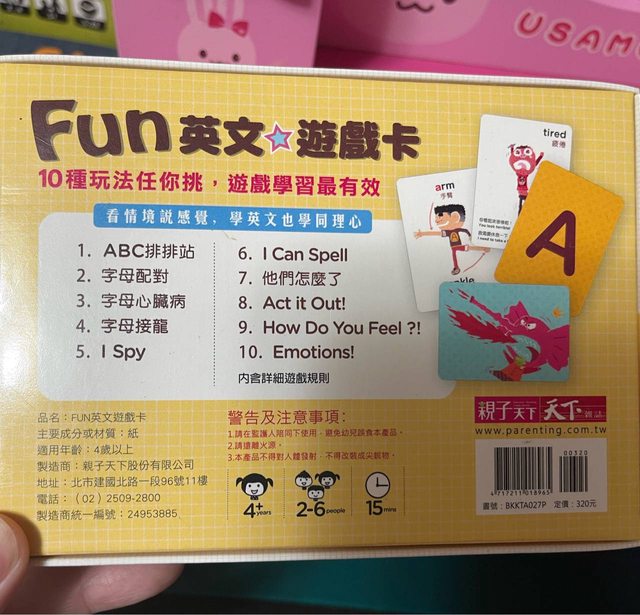 USAM
Fun英文☆遊戲卡
10種玩法任你挑，遊戲學習最有效
看情境説感覺，學英文也學同理心
1. ABC排排站
2. 字母配對
3. 字母心臟病
4. 字母接龍
5. I Spy
6. I Can Spell
7. 他們怎麼了
8. Act it Out!
9. How Do You Feel ?!
10. Emotions!
內含詳細遊戲規則
tired
疲倦
arm
手臂
A
品名：FUN英文遊戲卡
主要成分或材質：紙
適用年齡：4歲以上
製造商：親子天下股份有限公司
地址：北市建國北路一段96號11樓
電話：（02）2509-2800
製造商統一編號：24953885
警告及注意事項：
1.請在監護人陪同下使用，避免幼兒誤食本產品。
2.請遠離火源。
3.本產品不得對人體發射，不得改裝成尖銳物。
4+ years
2-6 people
15 mins
親子天下 天下雜誌
www.parenting.com.tw
00320
4717211018965
書號：BKKTA027P 定價：320元